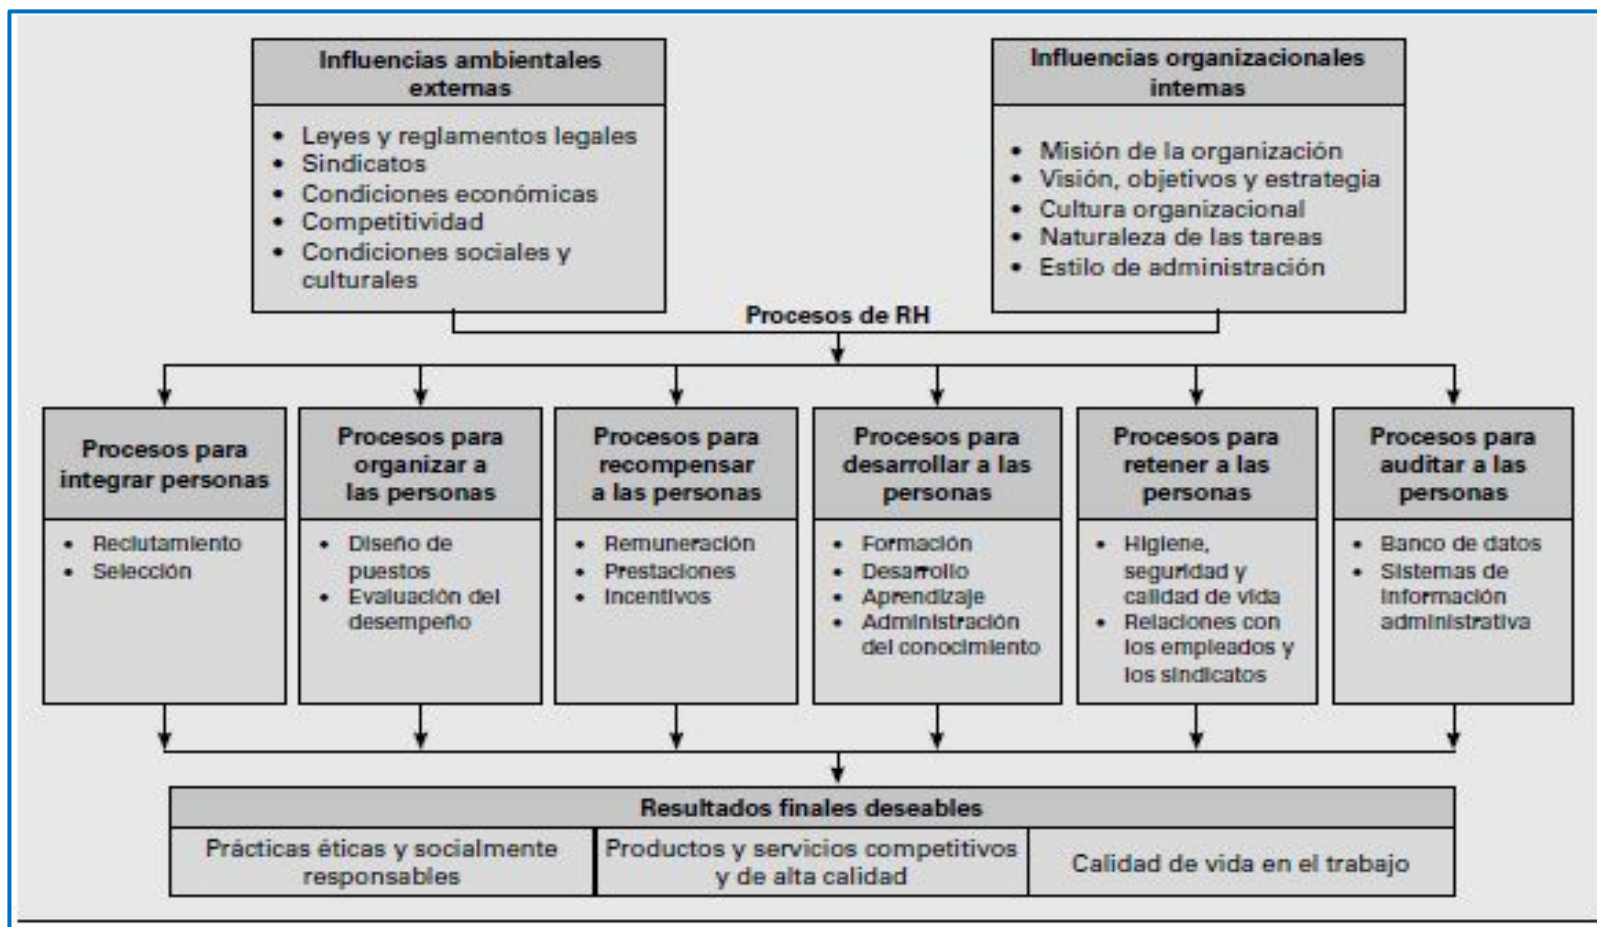 Influencias ambientales
externas
• Leyes y reglamentos legales
• Sindicatos
• Condiciones económicas
• Competitividad
• Condiciones sociales y
culturales
Influencias organizacionales
internas
• Misión de la organización
• Visión, objetivos y estrategia
• Cultura organizacional
• Naturaleza de las tareas
• Estilo de administración
Procesos de RH
Procesos para
integrar personas
• Reclutamiento
• Selección
Procesos para
organizar a
las personas
• Diseño de
puestos
• Evaluación del
desempeño
Procesos para
recompensar
a las personas
• Remuneración
• Prestaciones
• Incentivos
Procesos para
desarrollar a las
personas
• Formación
• Desarrollo
• Aprendizaje
• Administración
del conocimiento
Procesos para
retener a las
personas
• Higiene,
seguridad y
calidad de vida
• Relaciones con
los empleados y
los sindicatos
Procesos para
auditar a las
personas
• Banco de datos
• Sistemas de
información
administrativa
Resultados finales deseables
Prácticas éticas y socialmente
responsables
Productos y servicios competitivos
y de alta calidad
Calidad de vida en el trabajo